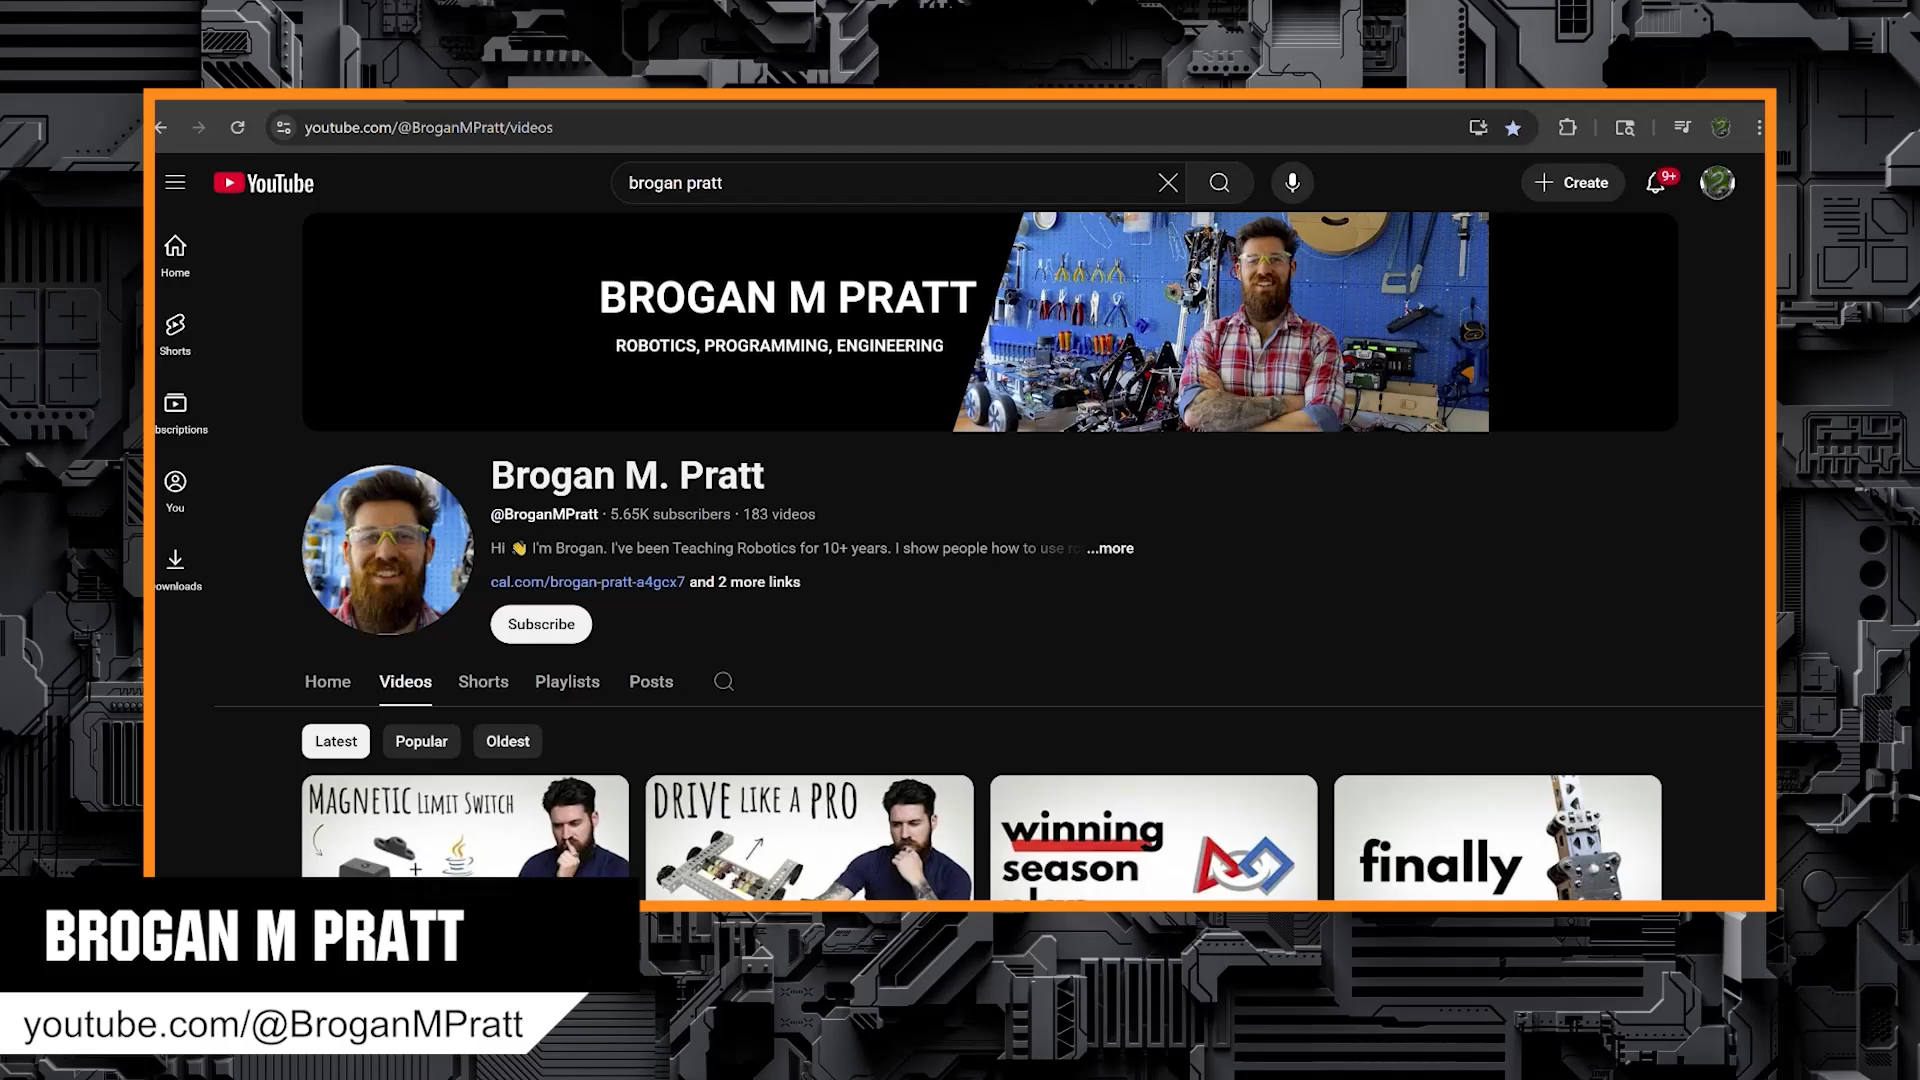 youtube.com/@BroganMPratt/videos
YouTube
brogan pratt
Create
9+
Home
Shorts
bscriptions
You
ownloads
BROGAN M PRATT
ROBOTICS, PROGRAMMING, ENGINEERING
Brogan M. Pratt
@BroganMPratt · 5.65K subscribers · 183 videos
Hi 👋 I'm Brogan. I've been Teaching Robotics for 10+ years. I show people how to use ...more
cal.com/brogan-pratt-a4gcx7 and 2 more links
Subscribe
Home Videos Shorts Playlists Posts
Latest Popular Oldest
MAGNETIC LIMIT SWITCH
+
DRIVE LIKE A PRO
winning
season
finally
BROGAN M PRATT
youtube.com/@BroganMPratt